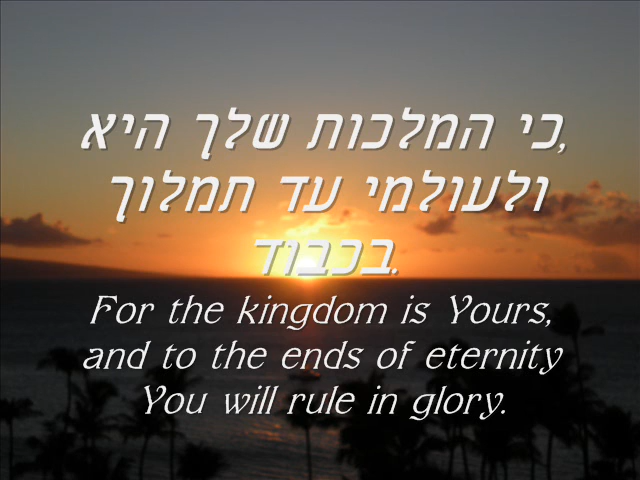 כי המלכות שלך היא,
ולעולמי עד תמלוך
בכבוד.
For the kingdom is Yours,
and to the ends of eternity
You will rule in glory.